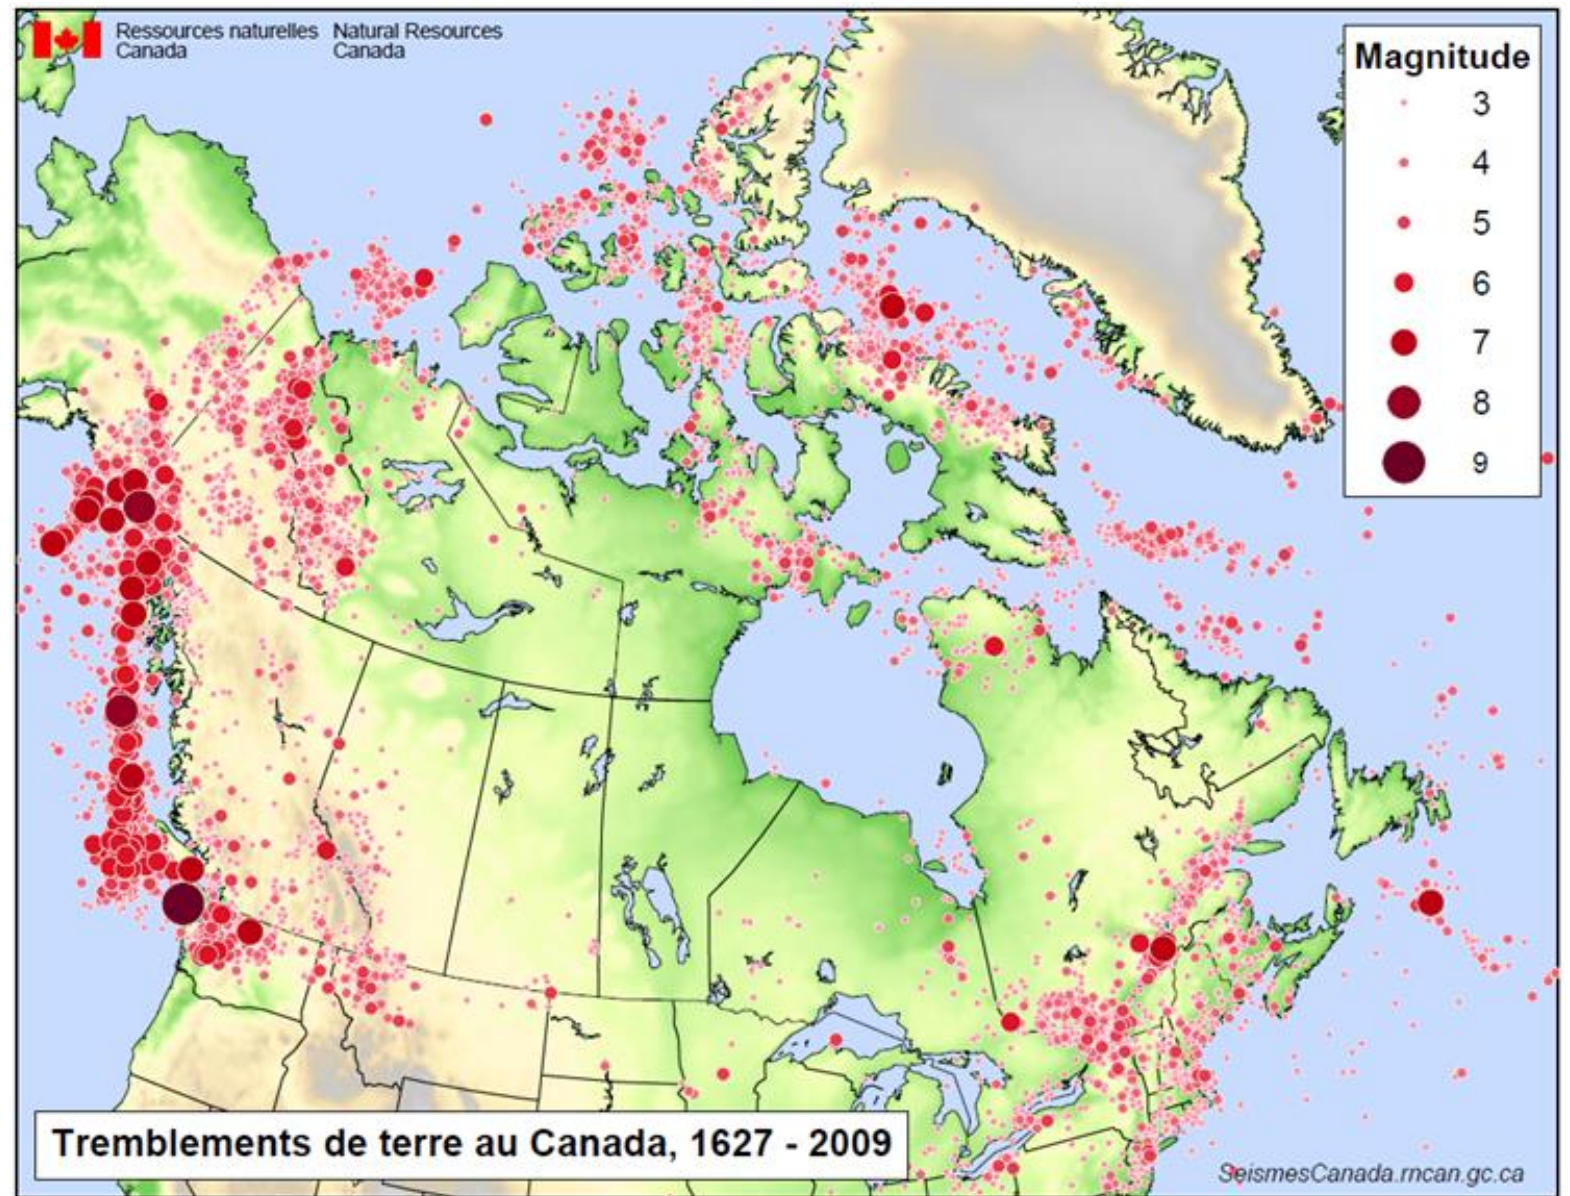 Ressources naturelles Natural Resources
Canada Canada
Magnitude
3
4
5
6
7
8
9
Tremblements de terre au Canada, 1627 - 2009
SeismesCanada.rncan.gc.ca